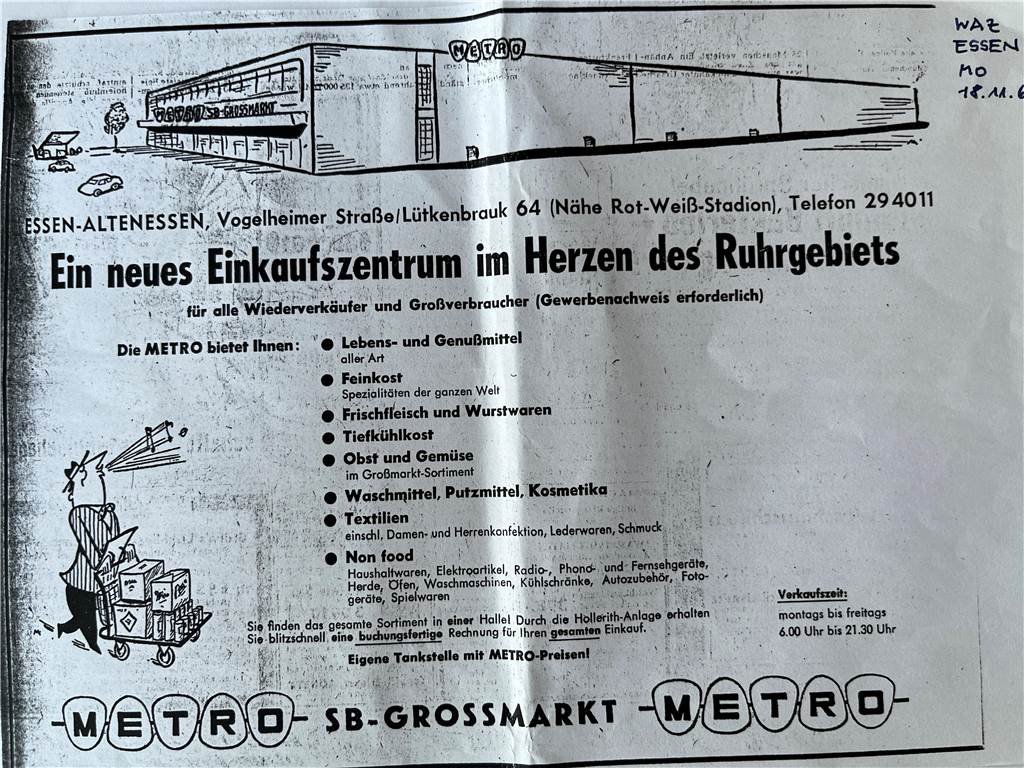 WAZ
ESSEN
MO
18.11.6
METRO
METRO SB-GROSSMARKT
ESSEN-ALTENESSEN, Vogelheimer Straße/Lütkenbrauk 64 (Nähe Rot-Weiß-Stadion), Telefon 294011
Ein neues Einkaufszentrum im Herzen des Ruhrgebiets
für alle Wiederverkäufer und Großverbraucher (Gewerbenachweis erforderlich)
Die METRO bietet Ihnen:
● Lebens- und Genußmittel
aller Art
● Feinkost
Spezialitäten der ganzen Welt
● Frischfleisch und Wurstwaren
● Tiefkühlkost
● Obst und Gemüse
im Großmarkt-Sortiment
● Waschmittel, Putzmittel, Kosmetika
● Textilien
einschl. Damen- und Herrenkonfektion, Lederwaren, Schmuck
● Non food
Haushaltwaren, Elektroartikel, Radio-, Phono- und Fernsehgeräte,
Herde, Öfen, Waschmaschinen, Kühlschränke, Autozubehör, Foto-
geräte, Spielwaren
Sie finden das gesamte Sortiment in einer Halle! Durch die Hollerith-Anlage erhalten
Sie blitzschnell eine buchungsfertige Rechnung für Ihren gesamten Einkauf.
Eigene Tankstelle mit METRO-Preisen!
Verkaufszeit:
montags bis freitags
6.00 Uhr bis 21.30 Uhr
METRO SB-GROSSMARKT METRO